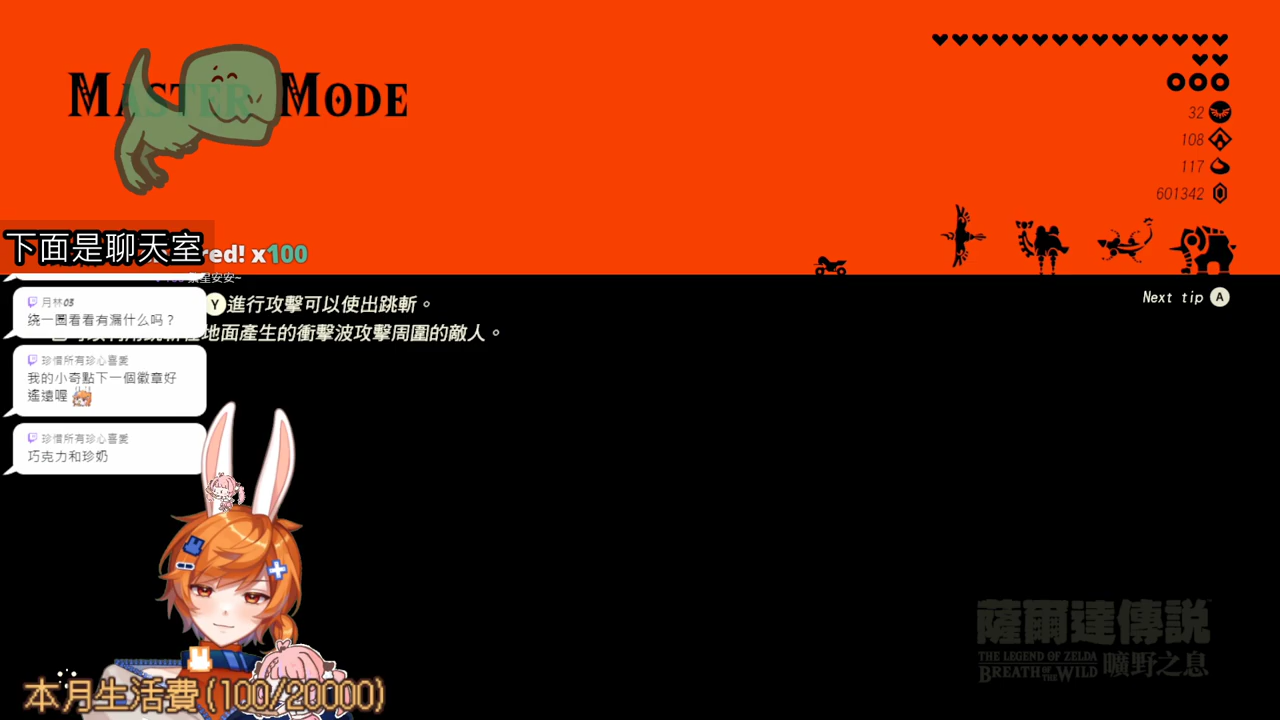 MASTER MODE
32
108
117
601342
下面是聊天室
red! x100
Y 進行攻擊可以使出跳斬。
地面產生的衝擊波攻擊周圍的敵人。
Next tip A
月林03
绕一圈看看有漏什么吗？
珍惜所有珍心喜愛
我的小奇點下一個徽章好
遙遠喔
珍惜所有珍心喜愛
巧克力和珍奶
薩爾達傳說
THE LEGEND OF ZELDA
BREATH OF THE WILD 曠野之息
本月生活費(100/20000)